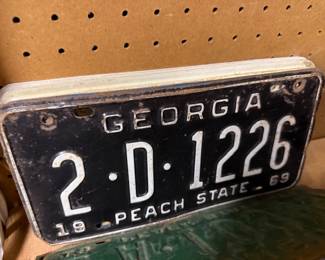 GEORGIA
2·D·1226
19 PEACH STATE 69